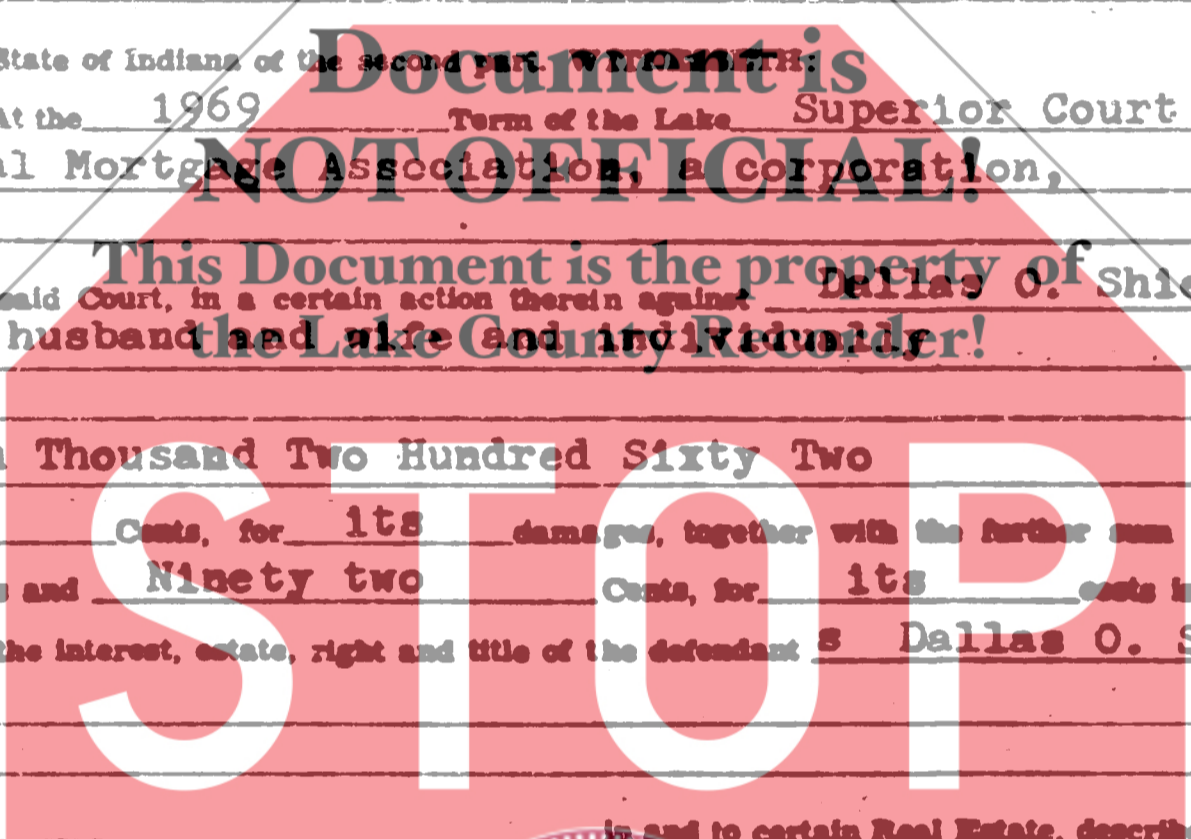 Document is
State of Indiana of the second part. WITNESSETH:
At the 1969 Term of the Lake Superior Court
NOT OFFICIAL!
al Mortgage Association, a corporation,
This Document is the property of
said Court, in a certain action therein against Dallas O. Shie
the Lake County Recorder!
husband and wife and individually
Thousand Two Hundred Sixty Two
STOP
Cents, for its damages, together with the further sum
and Ninety two Cents, for its costs
the interest, estate, right and title of the defendant s Dallas O. S
in and to certain Real Estate, describ